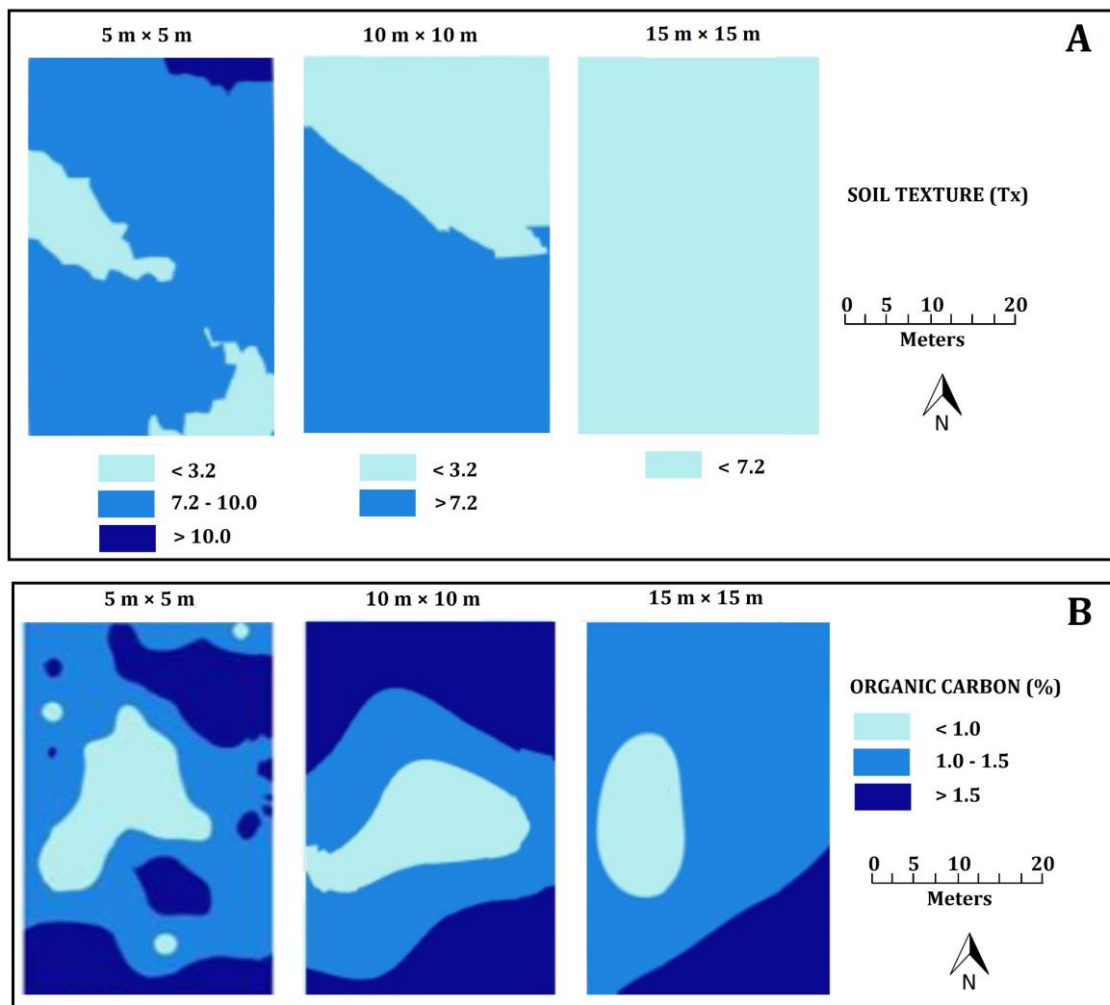 5 m × 5 m
10 m × 10 m
15 m × 15 m
A
SOIL TEXTURE (Tx)
0 5 10 20
Meters
N
< 3.2
7.2 - 10.0
> 10.0
< 3.2
>7.2
< 7.2
5 m × 5 m
10 m × 10 m
15 m × 15 m
B
ORGANIC CARBON (%)
< 1.0
1.0 - 1.5
> 1.5
0 5 10 20
Meters
N